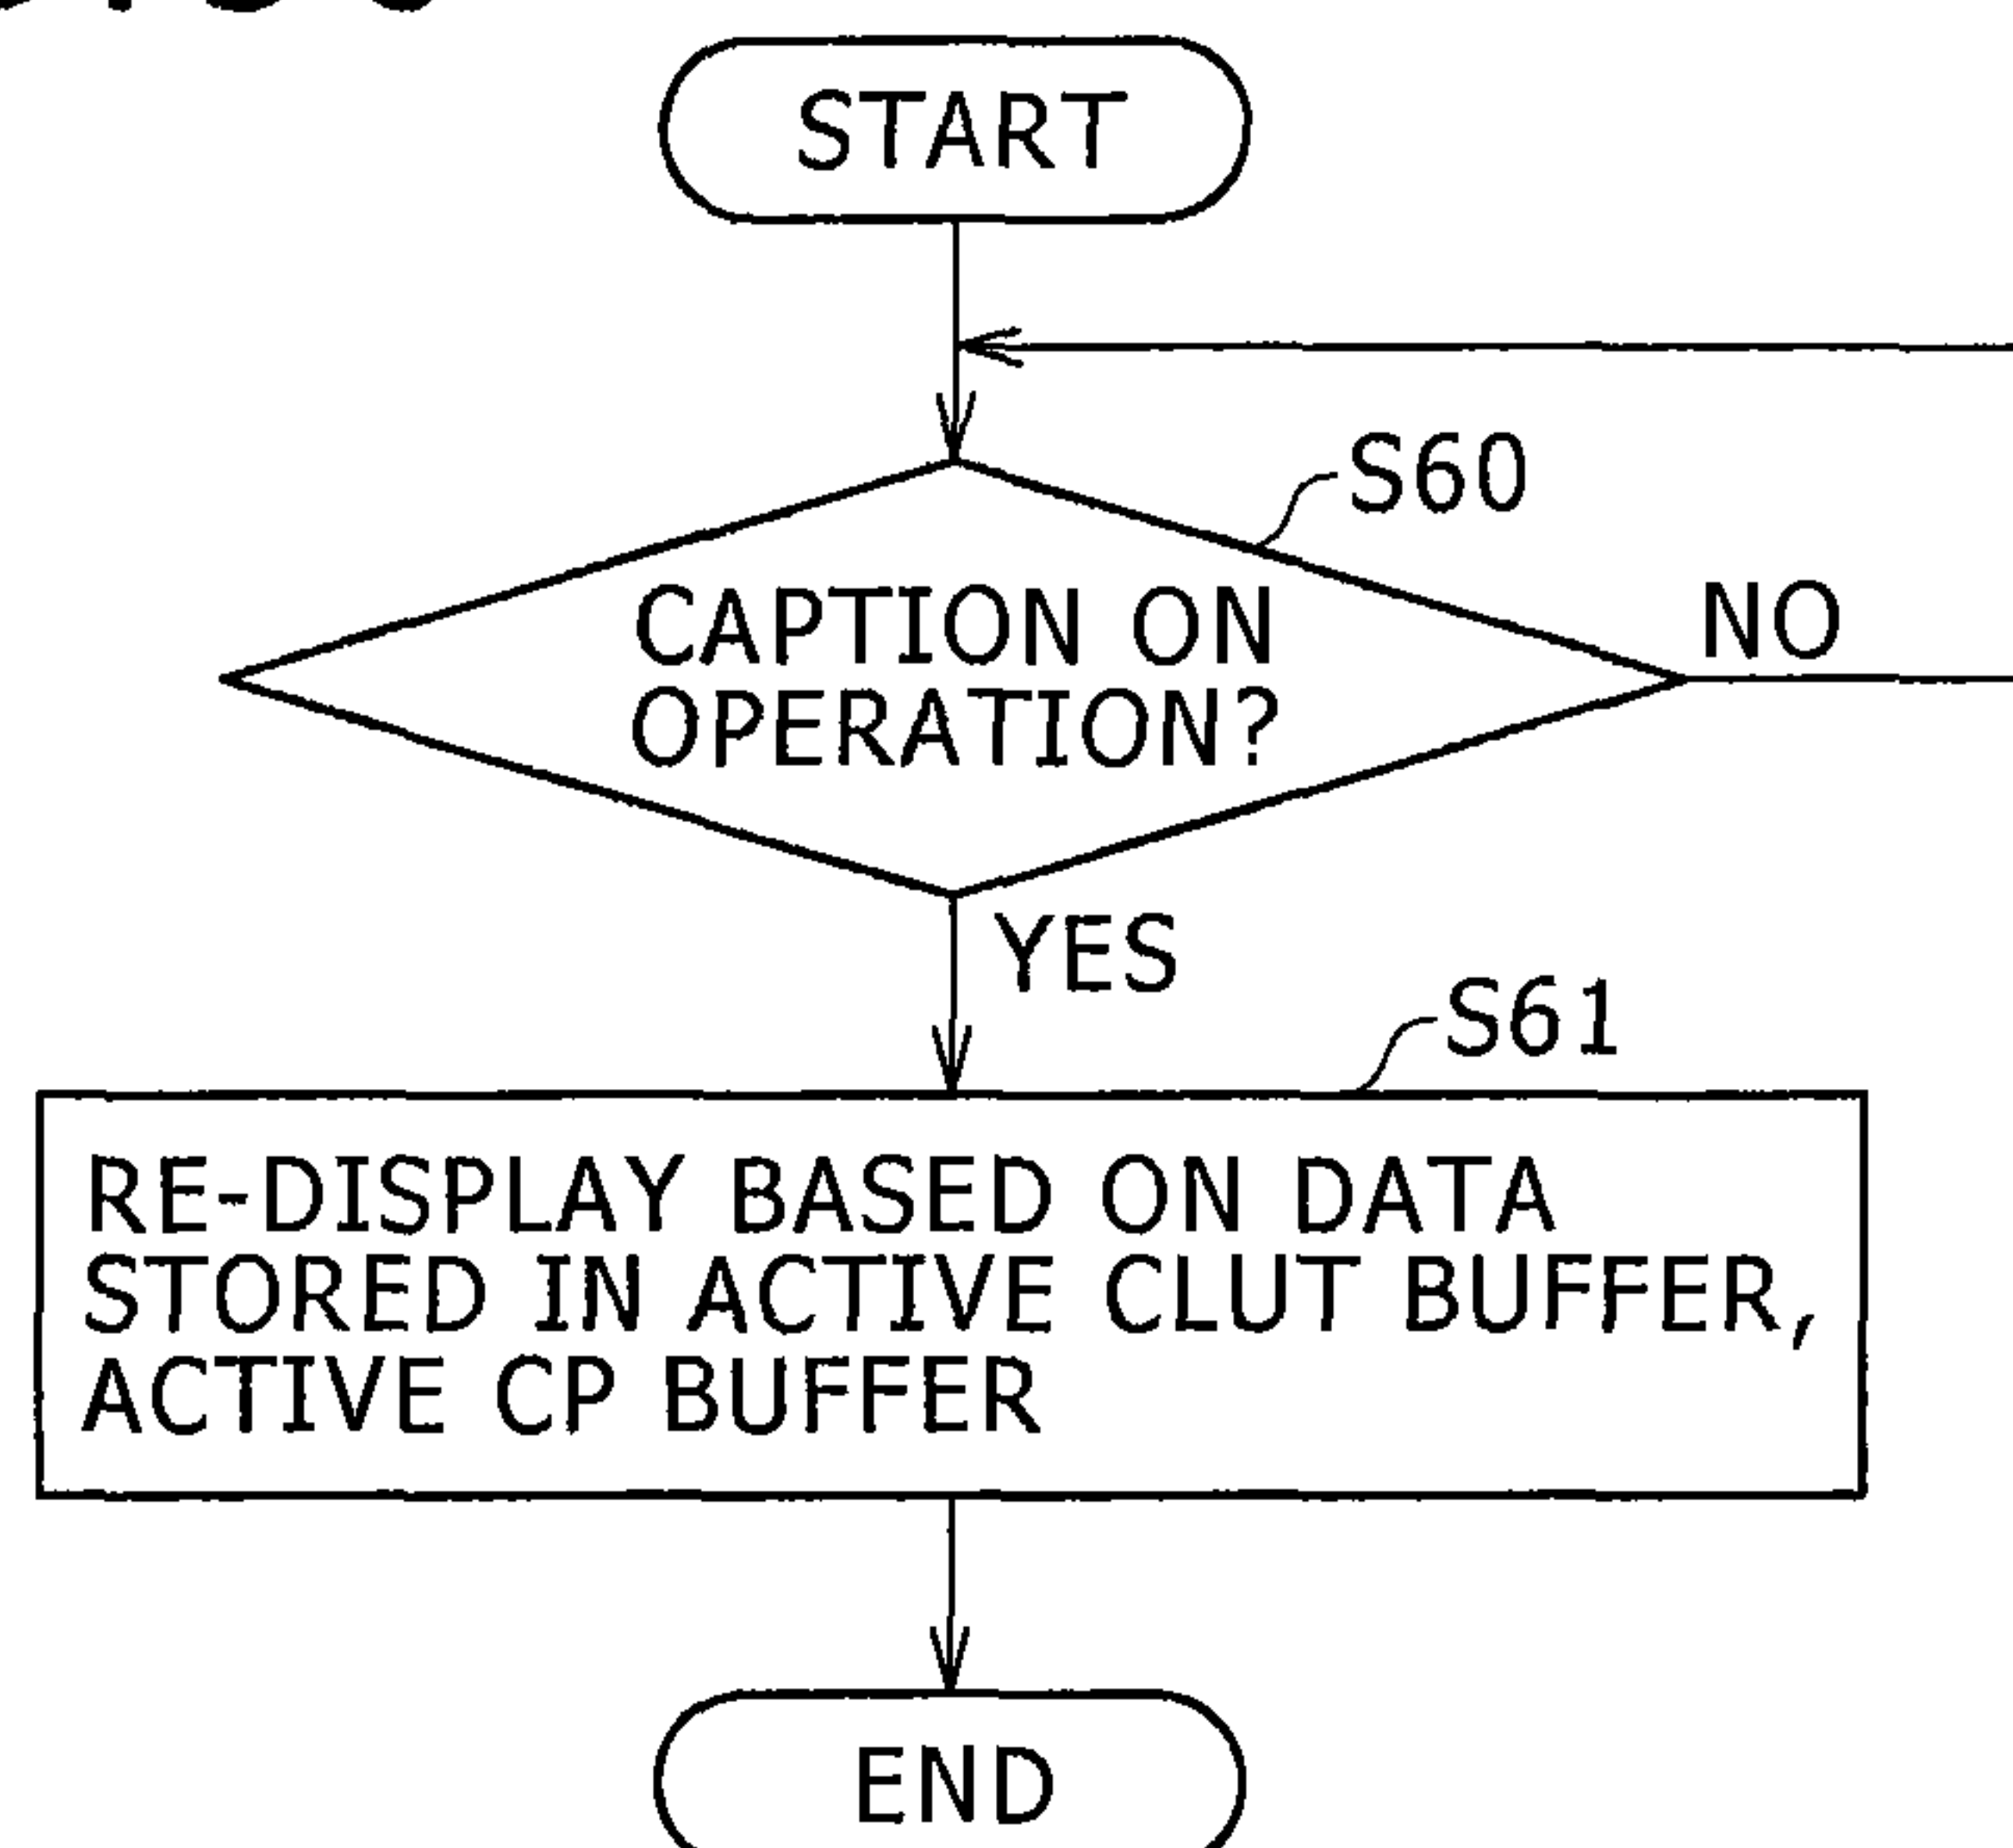 START
S60
CAPTION ON
OPERATION?
NO
YES
S61
RE-DISPLAY BASED ON DATA
STORED IN ACTIVE CLUT BUFFER,
ACTIVE CP BUFFER
END